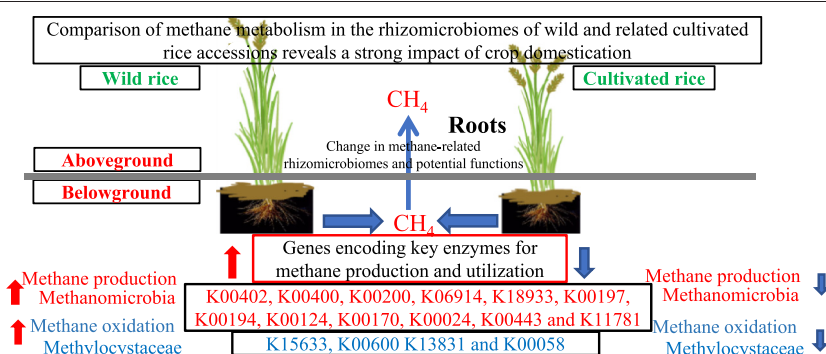 Comparison of methane metabolism in the rhizomicrobiomes of wild and related cultivated
rice accessions reveals a strong impact of crop domestication
Wild rice
Cultivated rice
CH₄
Roots
Change in methane-related
rhizomicrobiomes and potential functions
Aboveground
Belowground
CH₄
Genes encoding key enzymes for
methane production and utilization
Methane production
Methanomicrobia
Methane production
Methanomicrobia
K00402, K00400, K00200, K06914, K18933, K00197,
K00194, K00124, K00170, K00024, K00443 and K11781
Methane oxidation
Methylocystaceae
Methane oxidation
Methylocystaceae
K15633, K00600 K13831 and K00058